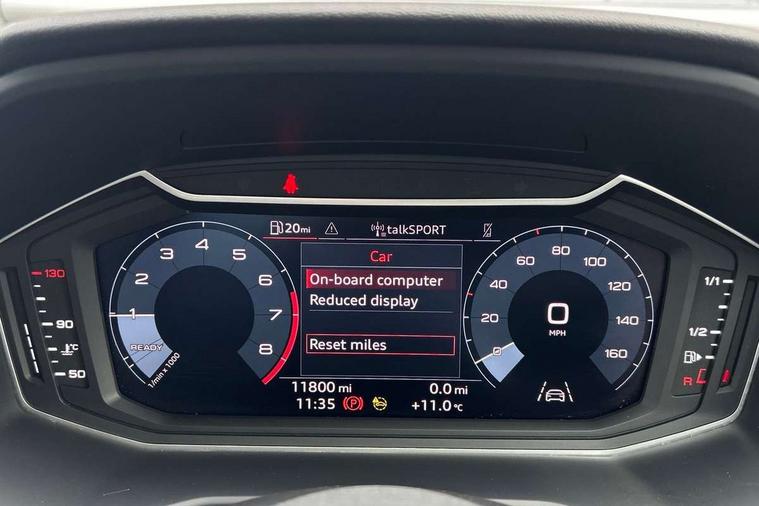 20mi
talkSPORT
Car
On-board computer
Reduced display
Reset miles
130
90
°C
50
1
2
3
4
5
6
7
8
READY
1/min x 1000
0
20
40
60
80
100
120
140
160
0
MPH
1/1
1/2
R
11800 mi
0.0 mi
11:35
(P)
+11.0°C